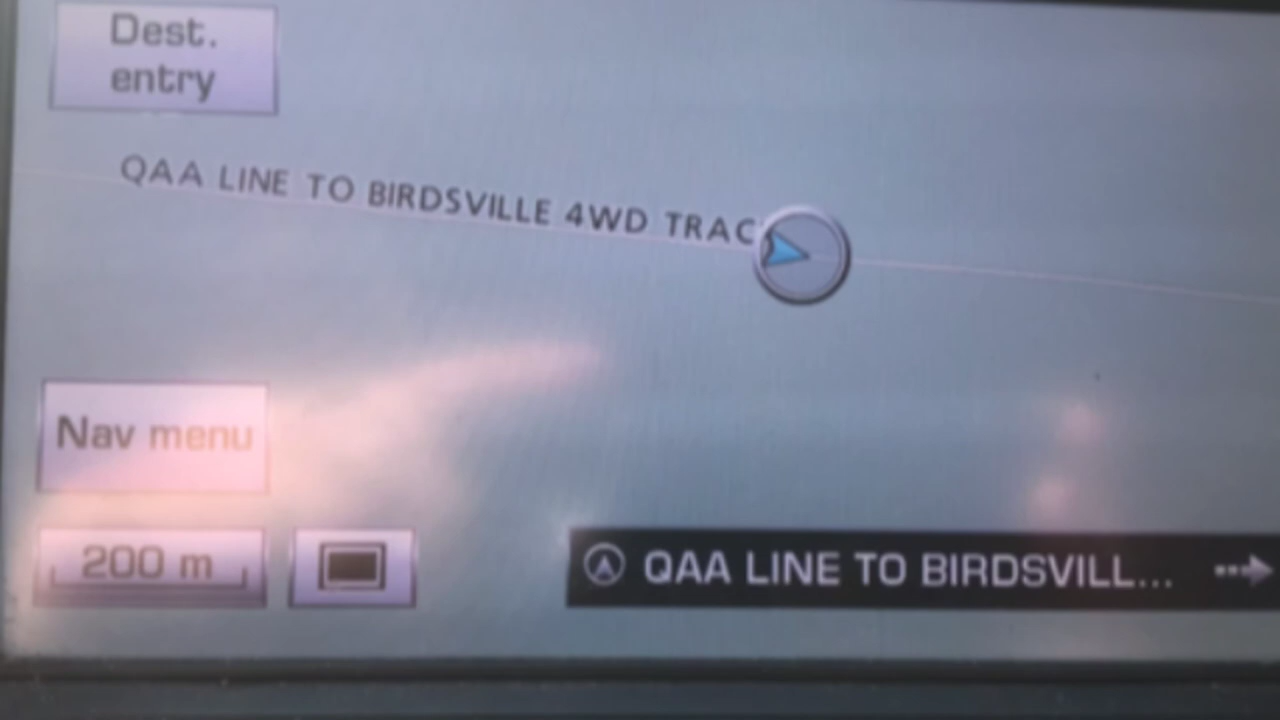 Dest.
entry
QAA LINE TO BIRDSVILLE 4WD TRAC
Nav menu
200 m
QAA LINE TO BIRDSVILL...